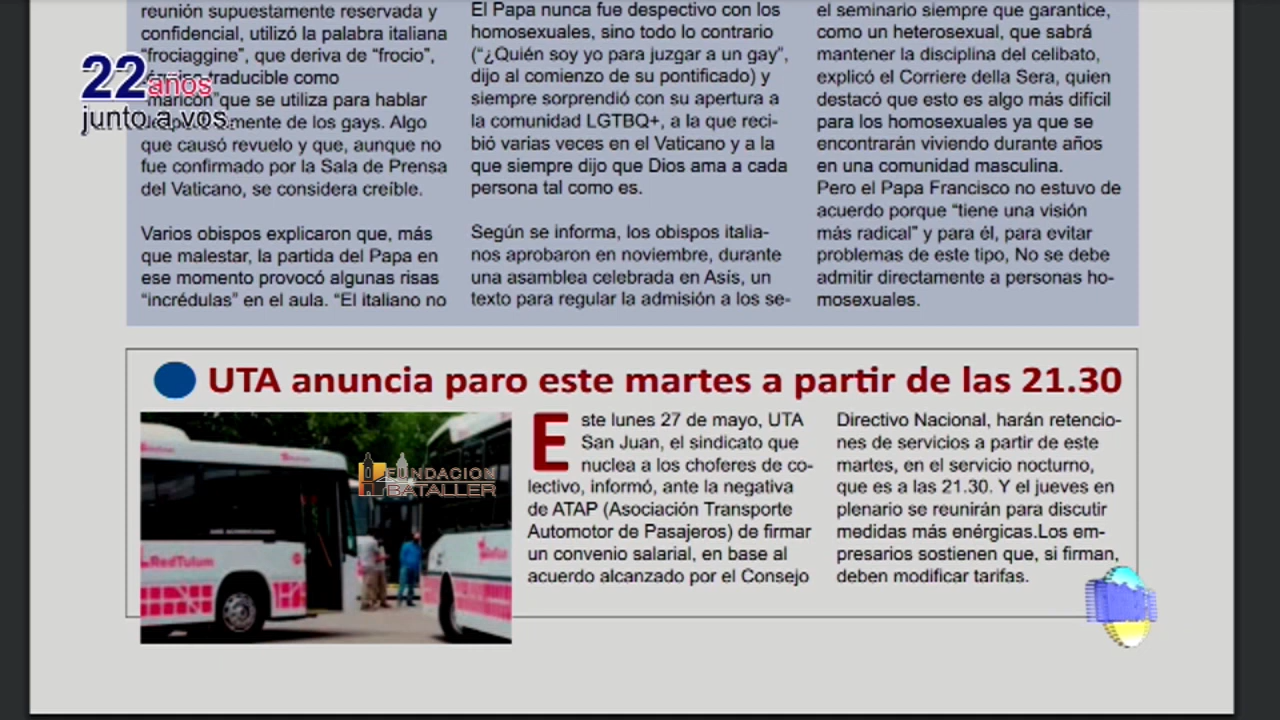 reunión supuestamente reservada y
confidencial, utilizó la palabra italiana
“frociaggine”, que deriva de “frocio”,
traducible como
“maricón”que se utiliza para hablar
de los gays. Algo
que causó revuelo y que, aunque no
fue confirmado por la Sala de Prensa
del Vaticano, se considera creíble.
Varios obispos explicaron que, más
que malestar, la partida del Papa en
ese momento provocó algunas risas
“incrédulas” en el aula. “El italiano no
El Papa nunca fue despectivo con los
homosexuales, sino todo lo contrario
(“¿Quién soy yo para juzgar a un gay”,
dijo al comienzo de su pontificado) y
siempre sorprendió con su apertura a
la comunidad LGTBQ+, a la que reci-
bió varias veces en el Vaticano y a la
que siempre dijo que Dios ama a cada
persona tal como es.
Según se informa, los obispos italia-
nos aprobaron en noviembre, durante
una asamblea celebrada en Asís, un
texto para regular la admisión a los se-
el seminario siempre que garantice,
como un heterosexual, que sabrá
mantener la disciplina del celibato,
explicó el Corriere della Sera, quien
destacó que esto es algo más difícil
para los homosexuales ya que se
encontrarán viviendo durante años
en una comunidad masculina.
Pero el Papa Francisco no estuvo de
acuerdo porque “tiene una visión
más radical” y para él, para evitar
problemas de este tipo, No se debe
admitir directamente a personas ho-
mosexuales.
22 años
junto a vos.
UTA anuncia paro este martes a partir de las 21.30
Este lunes 27 de mayo, UTA
San Juan, el sindicato que
nuclea a los choferes de co-
lectivo, informó, ante la negativa
de ATAP (Asociación Transporte
Automotor de Pasajeros) de firmar
un convenio salarial, en base al
acuerdo alcanzado por el Consejo
Directivo Nacional, harán retencio-
nes de servicios a partir de este
martes, en el servicio nocturno,
que es a las 21.30. Y el jueves en
plenario se reunirán para discutir
medidas más enérgicas.Los em-
presarios sostienen que, si firman,
deben modificar tarifas.
FUNDACION
BATALLER
RedTulum